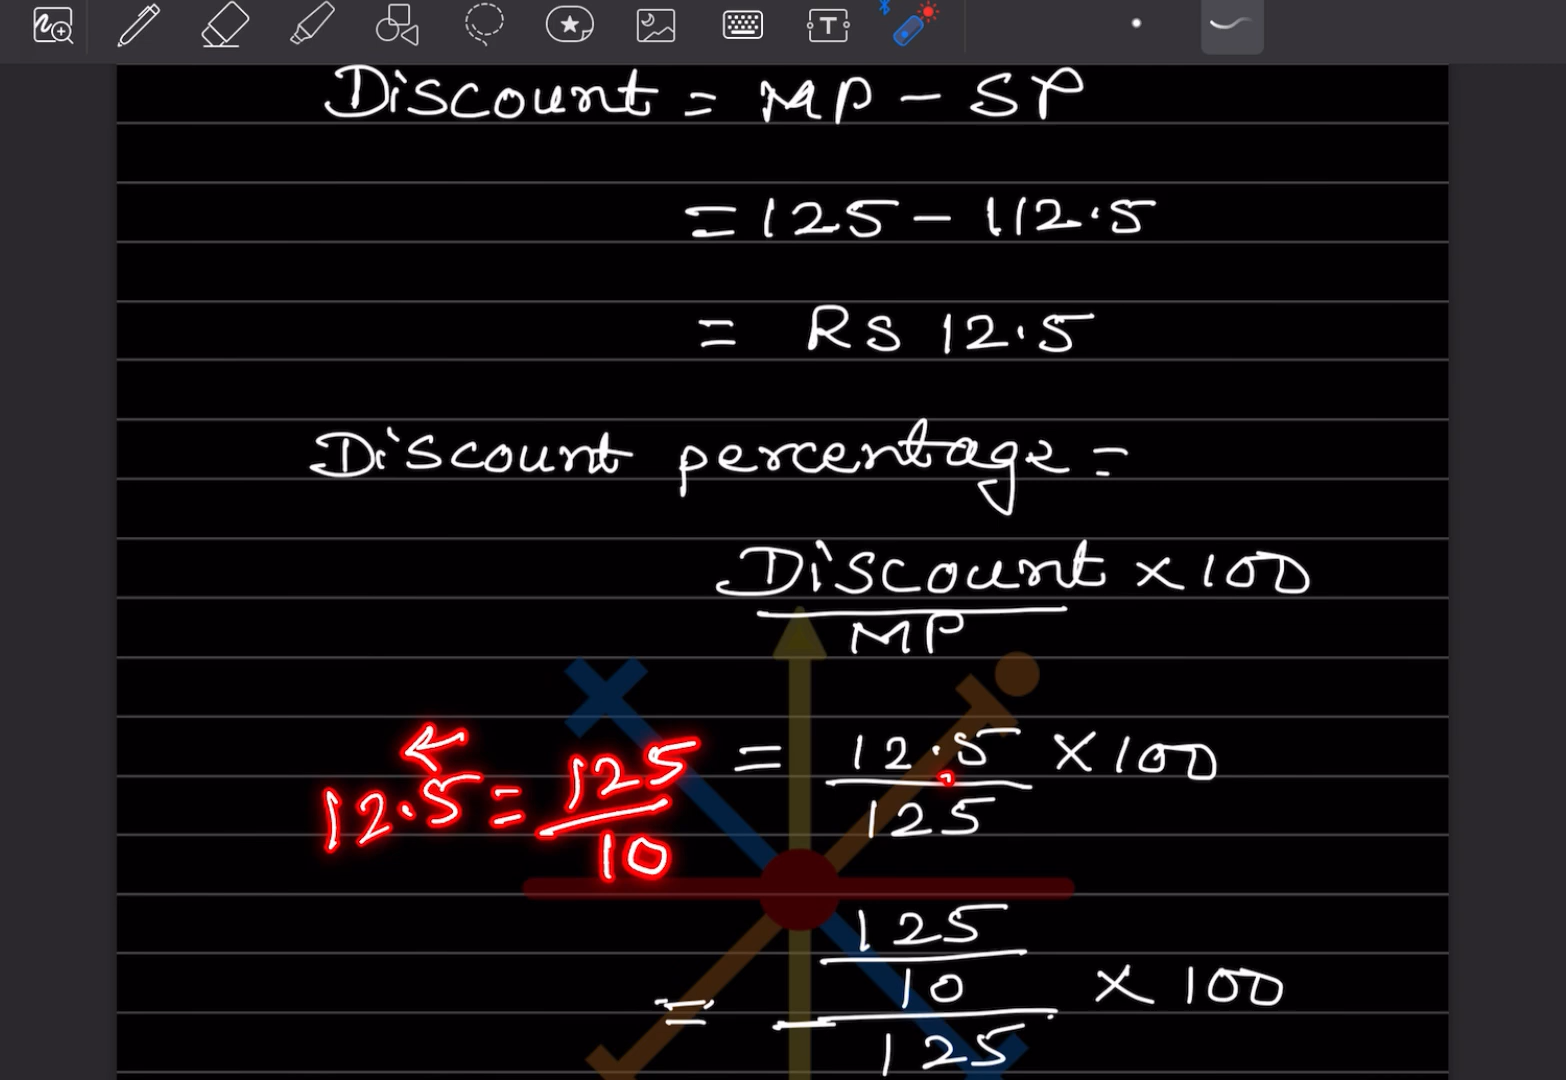 Discount = MP - SP
= 125 - 112.5
= Rs 12.5
Discount percentage =
Discount × 100
MP
12.5 = 125/10
= 12.5/125 × 100
= 125/10/125 × 100